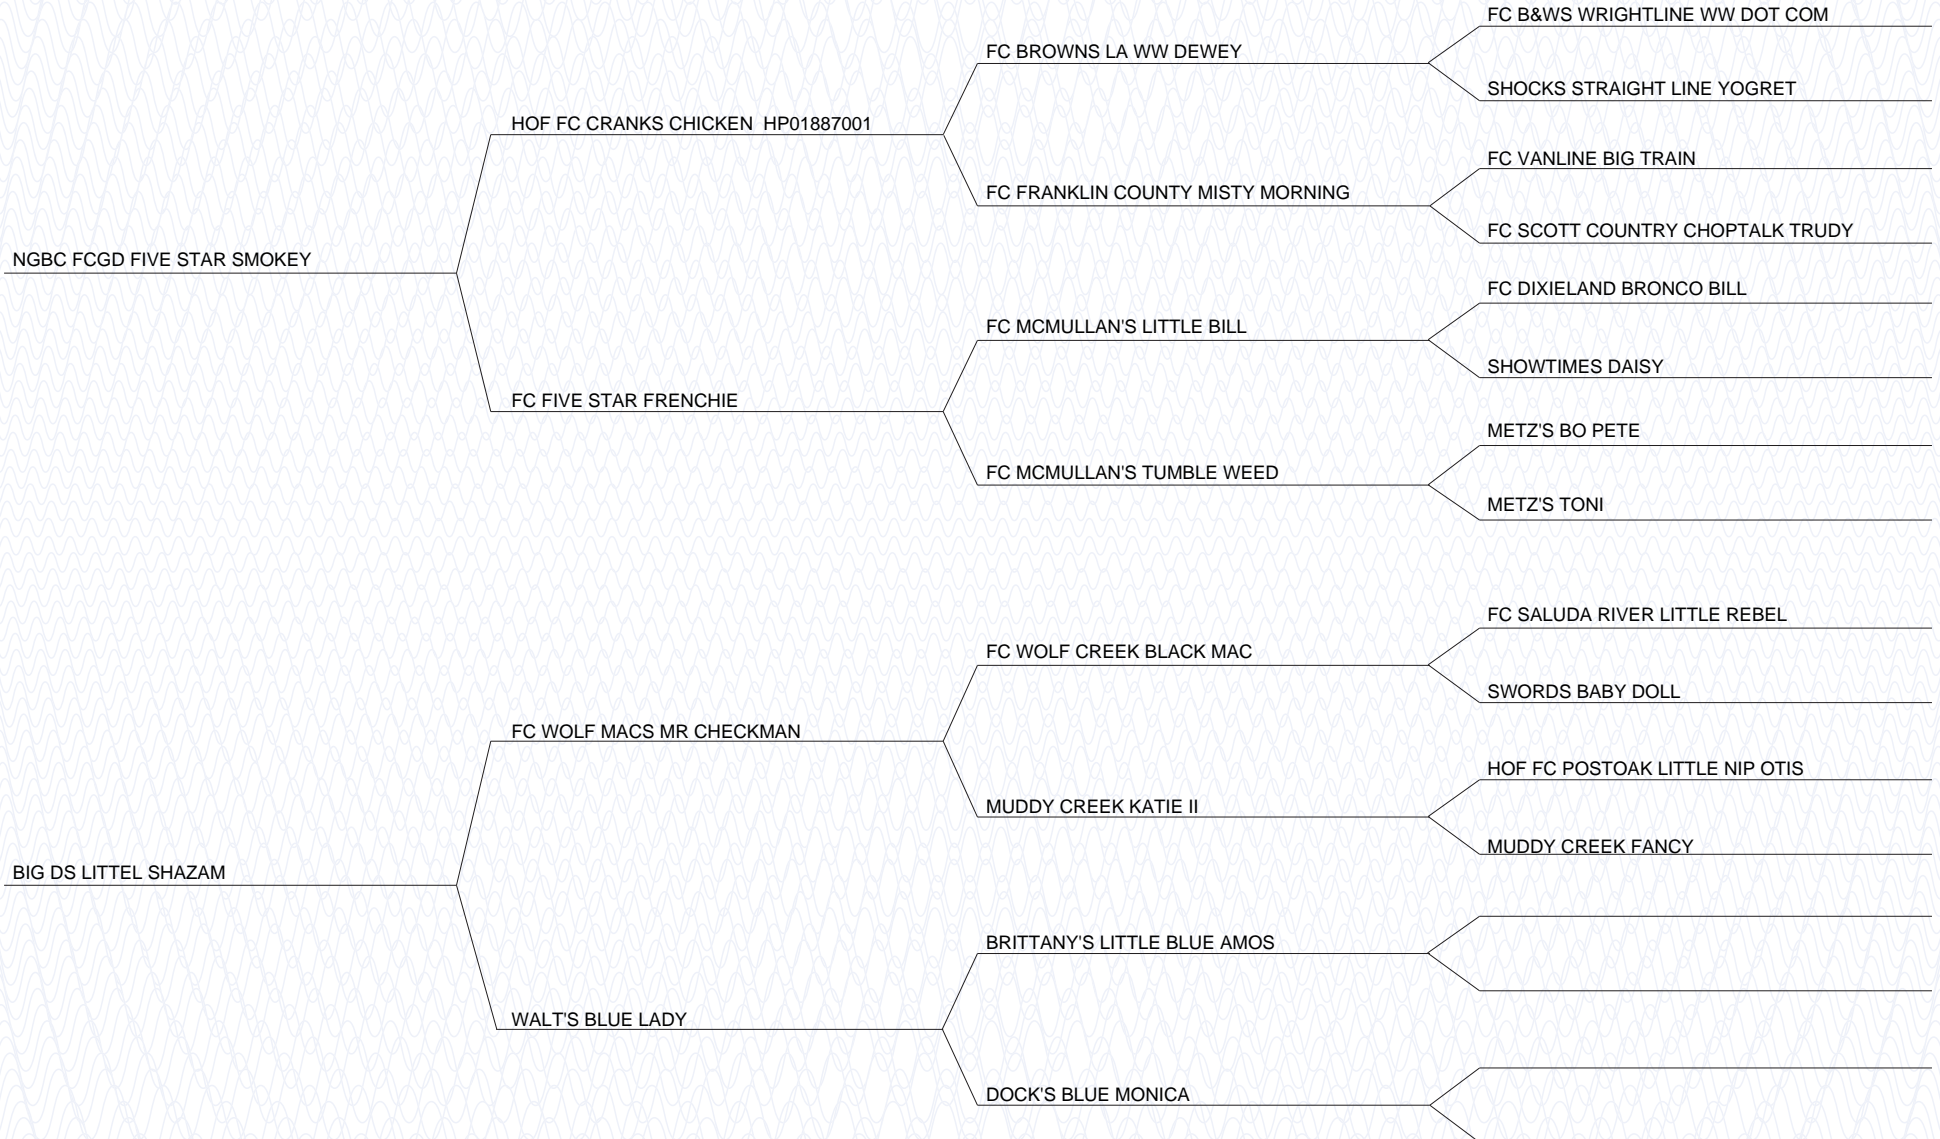 FC B&WS WRIGHTLINE WW DOT COM
FC BROWNS LA WW DEWEY
SHOCKS STRAIGHT LINE YOGRET
HOF FC CRANKS CHICKEN  HP01887001
FC VANLINE BIG TRAIN
FC FRANKLIN COUNTY MISTY MORNING
FC SCOTT COUNTRY CHOPTALK TRUDY
NGBC FCGD FIVE STAR SMOKEY
FC DIXIELAND BRONCO BILL
FC MCMULLAN'S LITTLE BILL
SHOWTIMES DAISY
FC FIVE STAR FRENCHIE
METZ'S BO PETE
FC MCMULLAN'S TUMBLE WEED
METZ'S TONI
FC SALUDA RIVER LITTLE REBEL
FC WOLF CREEK BLACK MAC
SWORDS BABY DOLL
FC WOLF MACS MR CHECKMAN
HOF FC POSTOAK LITTLE NIP OTIS
MUDDY CREEK KATIE II
MUDDY CREEK FANCY
BIG DS LITTEL SHAZAM
BRITTANY'S LITTLE BLUE AMOS
WALT'S BLUE LADY
DOCK'S BLUE MONICA